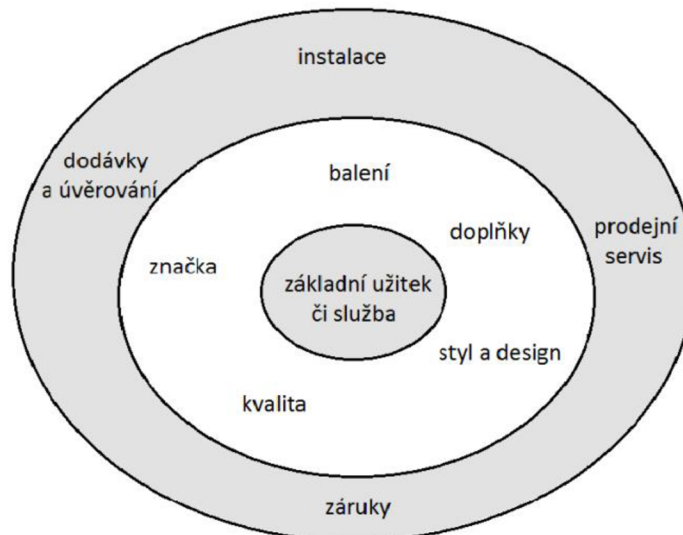 instalace
dodávky
a úvěrování
balení
doplňky
prodejní
servis
značka
základní užitek
či služba
styl a design
kvalita
záruky